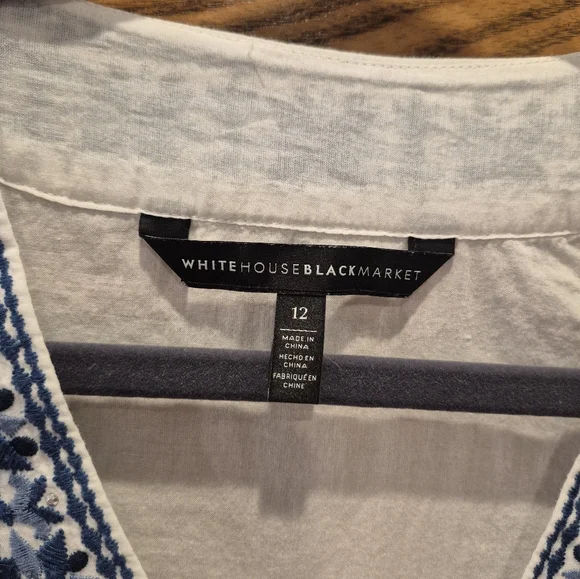 WHITEHOUSEBLACKMARKET
12
MADE IN
CHINA
HECHO EN
CHINA
FABRIQUÉ EN
CHINE